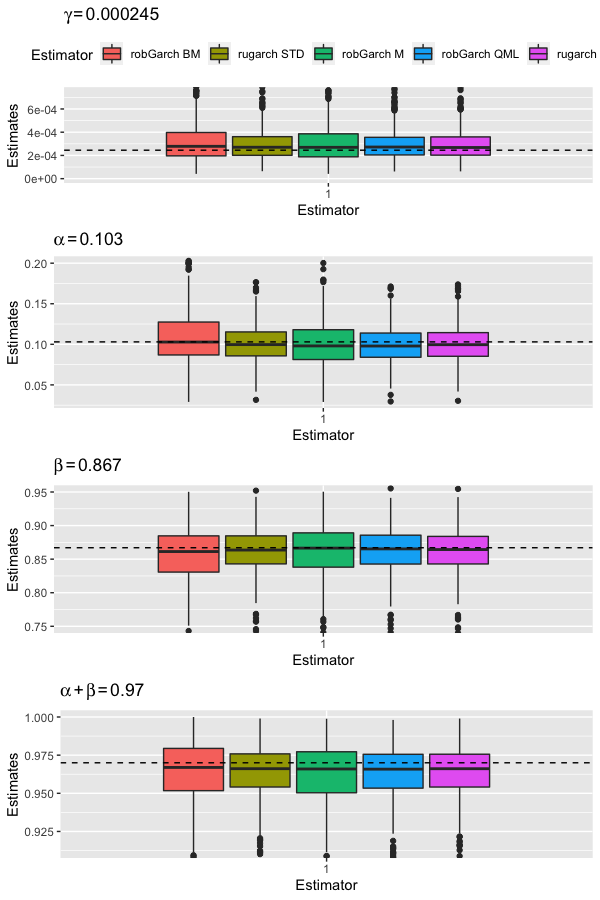 γ = 0.000245
Estimator robGarch BM rugarch STD robGarch M robGarch QML rugarch
Estimates
6e-04
4e-04
2e-04
0e+00
1
Estimator
α = 0.103
Estimates
0.20
0.15
0.10
0.05
1
Estimator
β = 0.867
Estimates
0.95
0.90
0.85
0.80
0.75
1
Estimator
α + β = 0.97
Estimates
1.000
0.975
0.950
0.925
1
Estimator